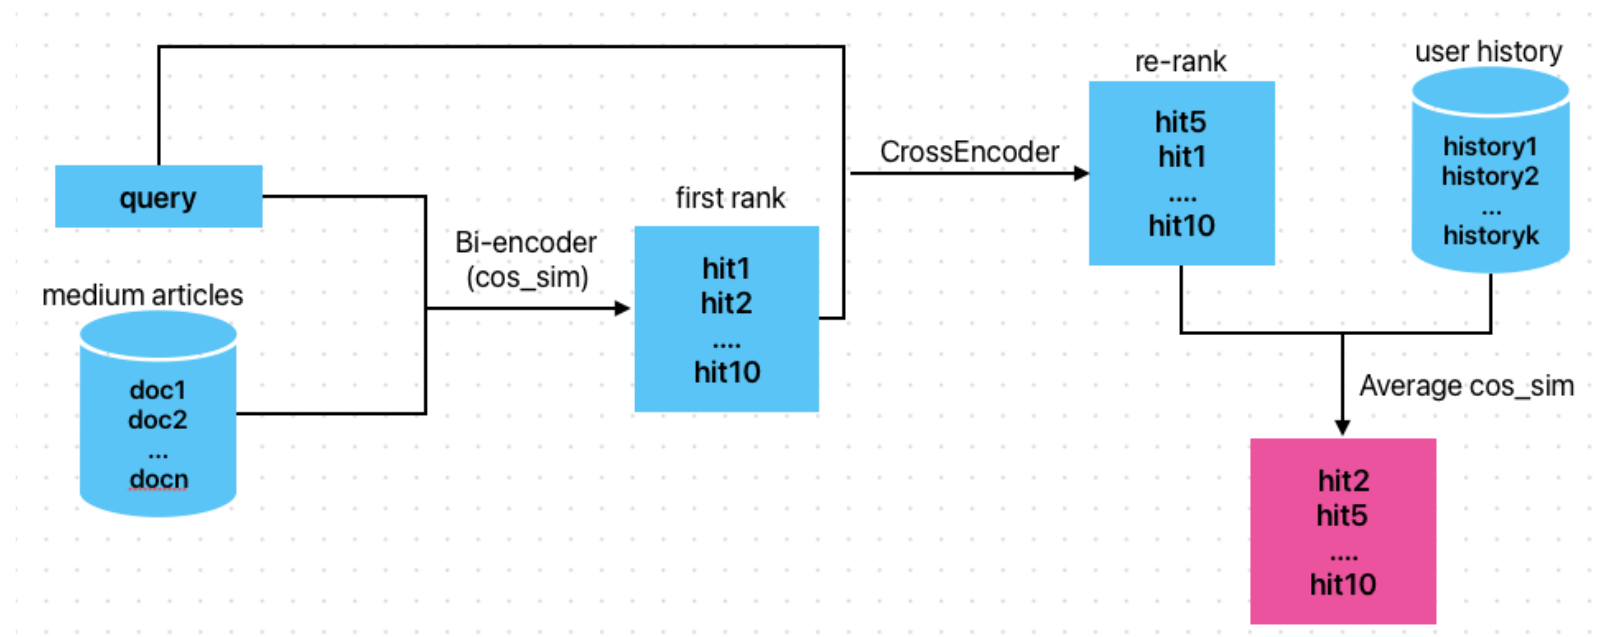 query
medium articles
doc1
doc2
...
docn
Bi-encoder
(cos_sim)
first rank
hit1
hit2
....
hit10
CrossEncoder
re-rank
hit5
hit1
....
hit10
user history
history1
history2
...
historyk
Average cos_sim
hit2
hit5
....
hit10